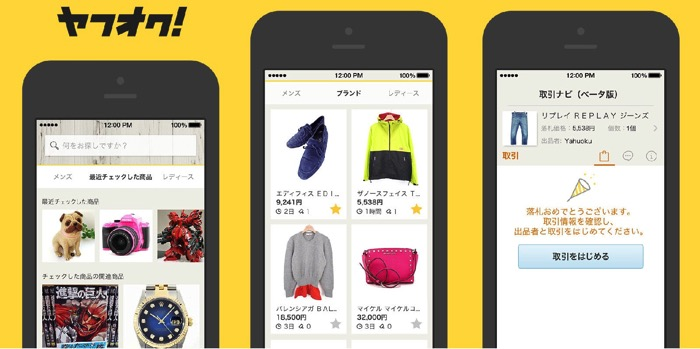 ヤフオク!
12:00 PM
100%
何をお探しですか?
メンズ
最近チェックした商品
レディース
最近チェックした商品
チェックした商品の関連商品
進撃の巨人
12:00 PM
100%
メンズ
ブランド
レディース
エディフィス ＥＤＩ...
9,241円
2日
1
ザノースフェイス Ｔ...
5,538円
1時間
1
バレンシアガ ＢＡＬ...
16,500円
3日
0
マイケル マイケルコ...
32,000円
3日
0
12:00 PM
100%
取引ナビ（ベータ版）
リプレイ ＲＥＰＬＡＹ ジーンズ
落札価格：5,538円 個数：1個
出品者：Yahuoku
取引
落札おめでとうございます。
取引情報を確認し、
出品者と取引をはじめてください。
取引をはじめる